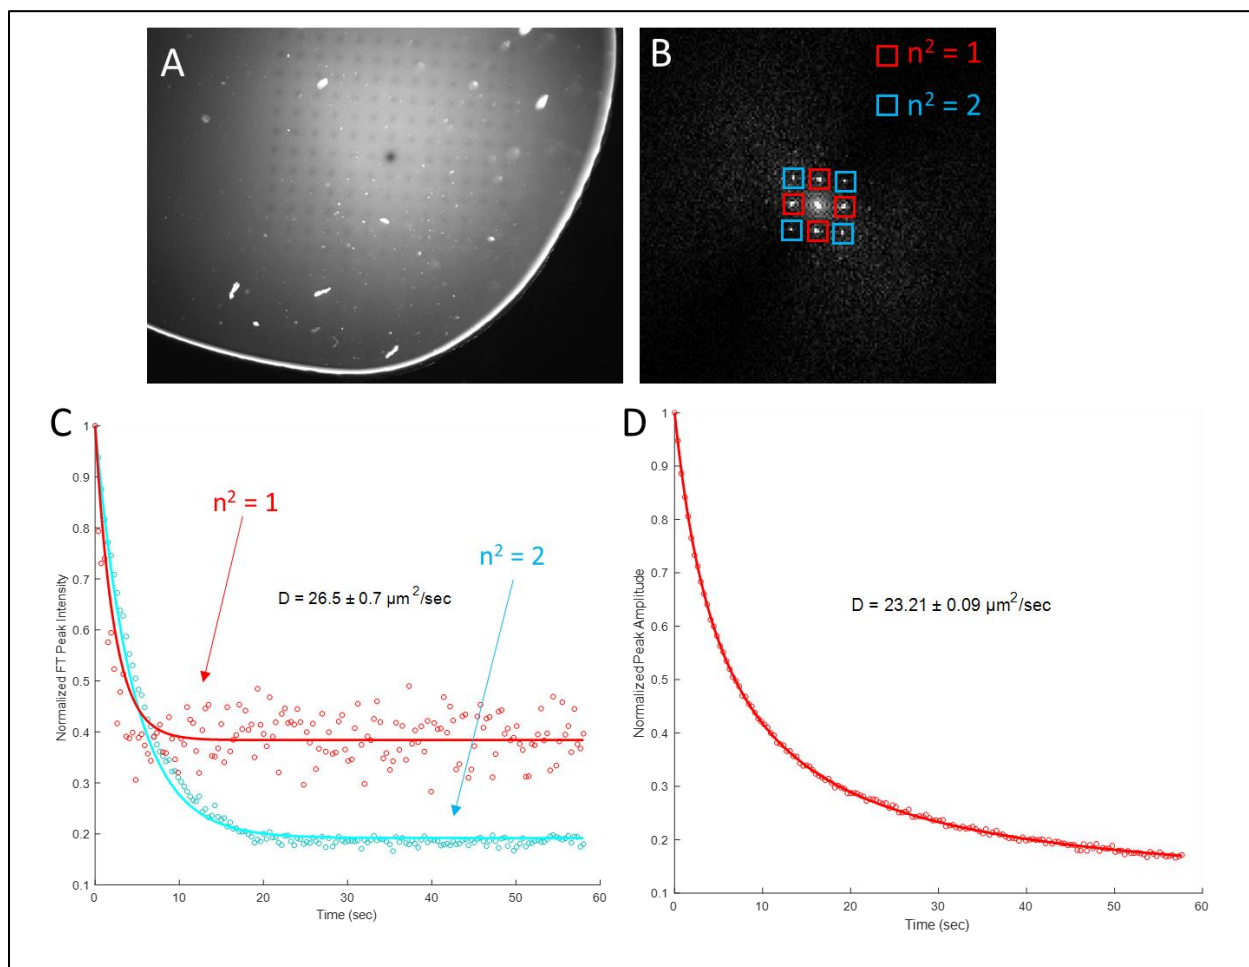 A
B
n² = 1
n² = 2
C
Normalized FT Peak Intensity
1
0.9
0.8
0.7
0.6
0.5
0.4
0.3
0.2
0.1
n² = 1
n² = 2
D = 26.5 ± 0.7 µm²/sec
0 10 20 30 40 50 60
Time (sec)
D
Normalized Peak Amplitude
1
0.9
0.8
0.7
0.6
0.5
0.4
0.3
0.2
0.1
D = 23.21 ± 0.09 µm²/sec
0 10 20 30 40 50 60
Time (sec)